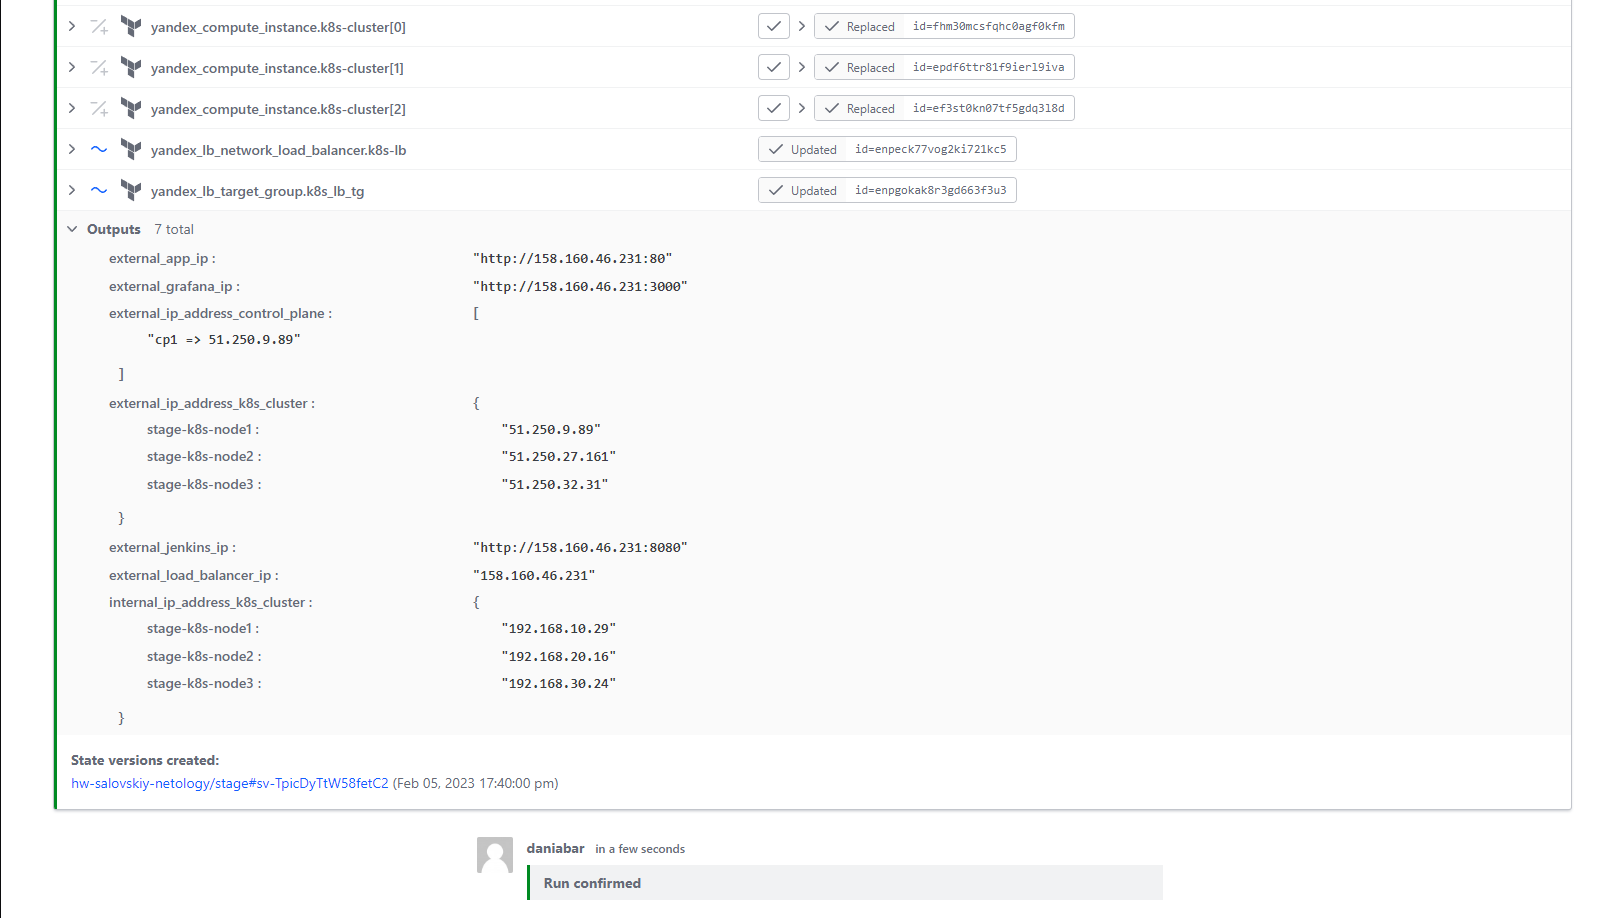 yandex_compute_instance.k8s-cluster[0] Replaced id=fhm30mcsfqhc0agf0kfm
yandex_compute_instance.k8s-cluster[1] Replaced id=epdf6ttr81f9ierl9iva
yandex_compute_instance.k8s-cluster[2] Replaced id=ef3st0kn07tf5gdq3l8d
yandex_lb_network_load_balancer.k8s-lb Updated id=enpeck77vog2ki721kc5
yandex_lb_target_group.k8s_lb_tg Updated id=enpgokak8r3gd663f3u3
Outputs 7 total
external_app_ip : "http://158.160.46.231:80"
external_grafana_ip : "http://158.160.46.231:3000"
external_ip_address_control_plane : [
"cp1 => 51.250.9.89"
]
external_ip_address_k8s_cluster : {
stage-k8s-node1 : "51.250.9.89"
stage-k8s-node2 : "51.250.27.161"
stage-k8s-node3 : "51.250.32.31"
}
external_jenkins_ip : "http://158.160.46.231:8080"
external_load_balancer_ip : "158.160.46.231"
internal_ip_address_k8s_cluster : {
stage-k8s-node1 : "192.168.10.29"
stage-k8s-node2 : "192.168.20.16"
stage-k8s-node3 : "192.168.30.24"
}
State versions created:
hw-salovskiy-netology/stage#sv-TpicDyTtW58fetC2 (Feb 05, 2023 17:40:00 pm)
daniabar in a few seconds
Run confirmed